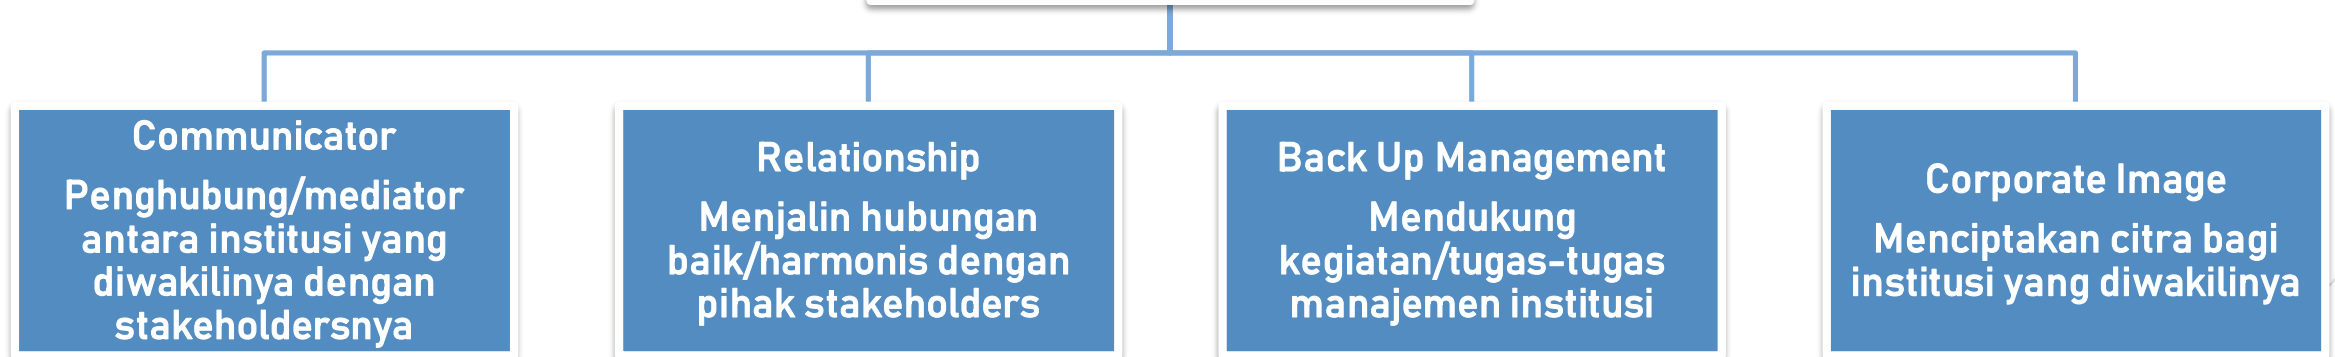 Communicator
Penghubung/mediator
antara institusi yang
diwakilinya dengan
stakeholdersnya
Relationship
Menjalin hubungan
baik/harmonis dengan
pihak stakeholders
Back Up Management
Mendukung
kegiatan/tugas-tugas
manajemen institusi
Corporate Image
Menciptakan citra bagi
institusi yang diwakilinya